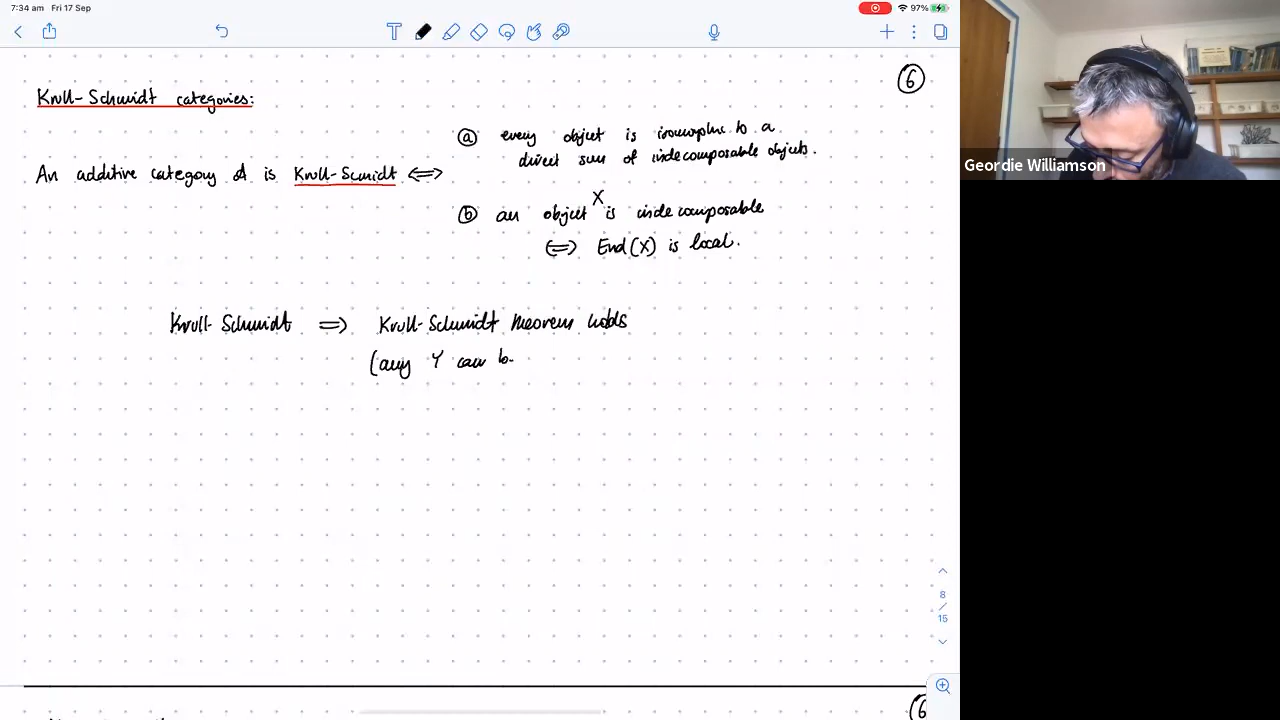 7:34 am Fri 17 Sep
97%
6
Krull-Schmidt categories:
ⓐ every object is isomorphic to a
direct sum of indecomposable objects.
An additive category A is Krull-Scmidt ⟺
ⓑ an object X is indecomposable
⟺ End(X) is local.
Krull-Schmidt ⟹ Krull-Schmidt theorem holds
(any Y can b
8
/
15
Geordie Williamson